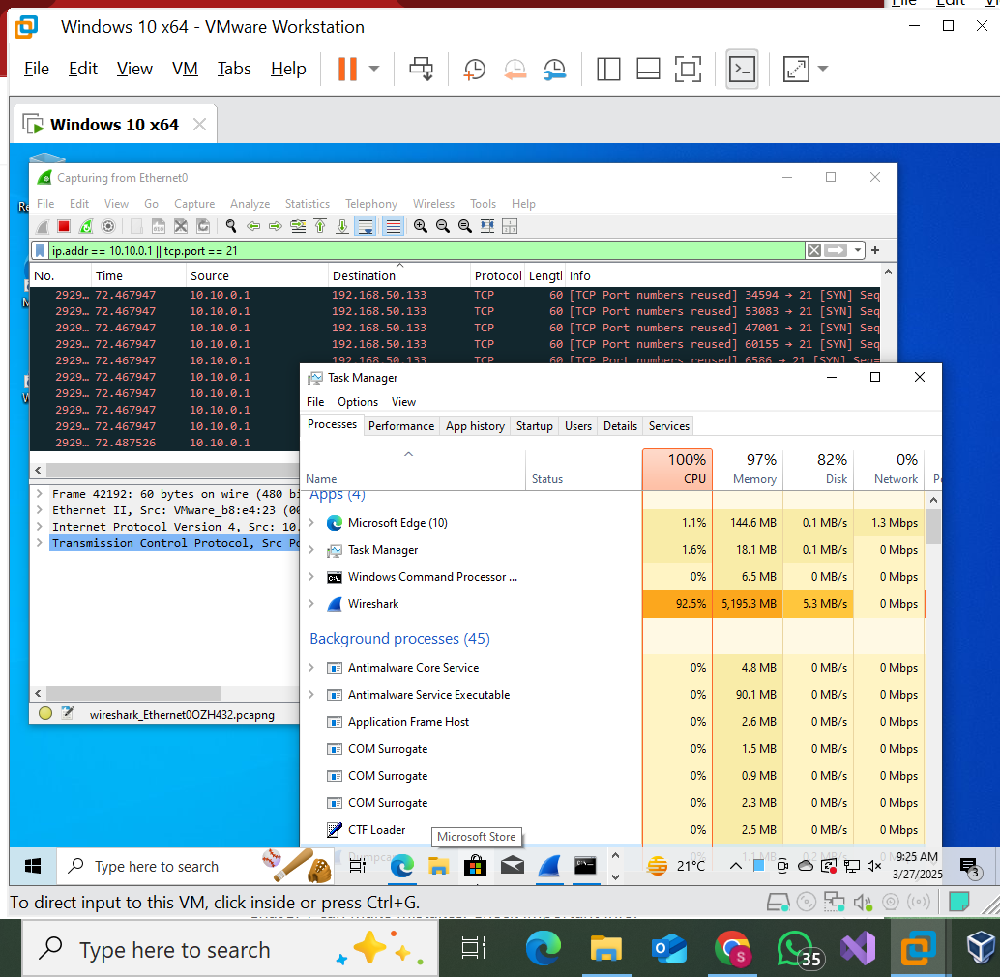 File Edit Vi
Windows 10 x64 - VMware Workstation
File Edit View VM Tabs Help
Windows 10 x64
Re
Capturing from Ethernet0
File Edit View Go Capture Analyze Statistics Telephony Wireless Tools Help
ip.addr == 10.10.0.1 || tcp.port == 21
No. Time Source Destination Protocol Lengtl Info
2929… 72.467947 10.10.0.1 192.168.50.133 TCP 60 [TCP Port numbers reused] 34594 → 21 [SYN] Seq
2929… 72.467947 10.10.0.1 192.168.50.133 TCP 60 [TCP Port numbers reused] 53083 → 21 [SYN] Seq
2929… 72.467947 10.10.0.1 192.168.50.133 TCP 60 [TCP Port numbers reused] 47001 → 21 [SYN] Seq
2929… 72.467947 10.10.0.1 192.168.50.133 TCP 60 [TCP Port numbers reused] 60155 → 21 [SYN] Seq
2929… 72.467947 10.10.0.1 192.168.50.133 TCP 60 [TCP Port numbers reused] 6586 → 21 [SYN] Seq=
2929… 72.467947 10.10.0.1
2929… 72.467947 10.10.0.1
2929… 72.467947 10.10.0.1
2929… 72.467947 10.10.0.1
2929… 72.487526 10.10.0.1
Frame 42192: 60 bytes on wire (480 bi
Ethernet II, Src: VMware_b8:e4:23 (00
Internet Protocol Version 4, Src: 10.
Transmission Control Protocol, Src Po
wireshark_Ethernet0OZH432.pcapng
Task Manager
File Options View
Processes Performance App history Startup Users Details Services
100% 97% 82% 0%
Name Status CPU Memory Disk Network P
Apps (4)
Microsoft Edge (10) 1.1% 144.6 MB 0.1 MB/s 1.3 Mbps
Task Manager 1.6% 18.1 MB 0.1 MB/s 0 Mbps
Windows Command Processor ... 0% 6.5 MB 0 MB/s 0 Mbps
Wireshark 92.5% 5,195.3 MB 5.3 MB/s 0 Mbps
Background processes (45)
Antimalware Core Service 0% 4.8 MB 0 MB/s 0 Mbps
Antimalware Service Executable 0% 90.1 MB 0 MB/s 0 Mbps
Application Frame Host 0% 2.6 MB 0 MB/s 0 Mbps
COM Surrogate 0% 1.5 MB 0 MB/s 0 Mbps
COM Surrogate 0% 0.9 MB 0 MB/s 0 Mbps
COM Surrogate 0% 2.3 MB 0 MB/s 0 Mbps
CTF Loader 0% 2.5 MB 0 MB/s 0 Mbps
Microsoft Store
Type here to search
21°C
9:25 AM
3/27/2025
3
To direct input to this VM, click inside or press Ctrl+G.
Type here to search
S
35